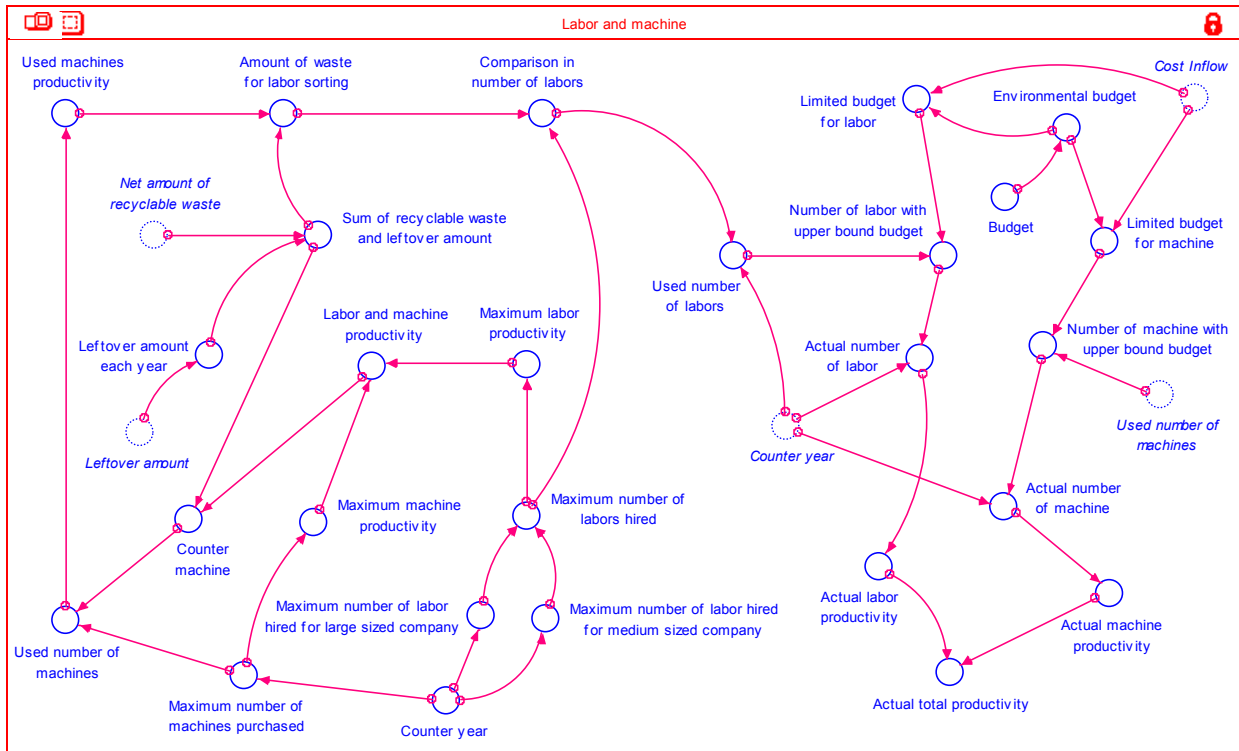 Labor and machine
Used machines
productivity
Amount of waste
for labor sorting
Comparison in
number of labors
Limited budget
for labor
Environmental budget
Cost Inflow
Net amount of
recyclable waste
Sum of recyclable waste
and leftover amount
Number of labor with
upper bound budget
Budget
Limited budget
for machine
Used number
of labors
Labor and machine
productivity
Maximum labor
productivity
Leftover amount
each year
Actual number
of labor
Number of machine with
upper bound budget
Leftover amount
Counter year
Used number of
machines
Counter
machine
Maximum machine
productivity
Maximum number of
labors hired
Actual number
of machine
Maximum number of labor
hired for large sized company
Maximum number of labor hired
for medium sized company
Actual labor
productivity
Actual machine
productivity
Used number of
machines
Maximum number of
machines purchased
Counter year
Actual total productivity